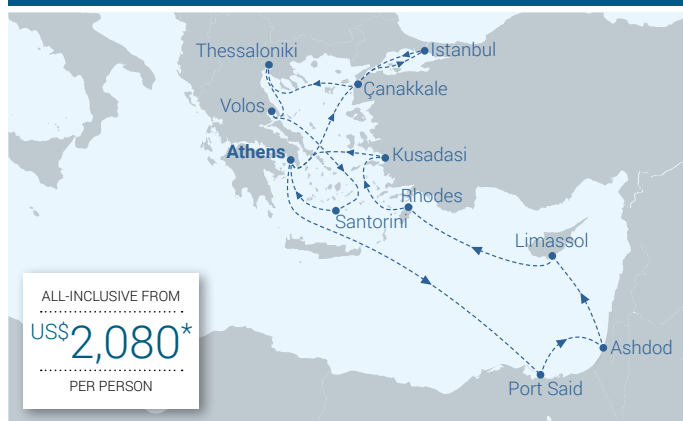 Thessaloniki
Istanbul
Çanakkale
Volos
Athens
Kusadasi
Rhodes
Santorini
Limassol
Ashdod
Port Said
ALL-INCLUSIVE FROM
US$2,080*
PER PERSON